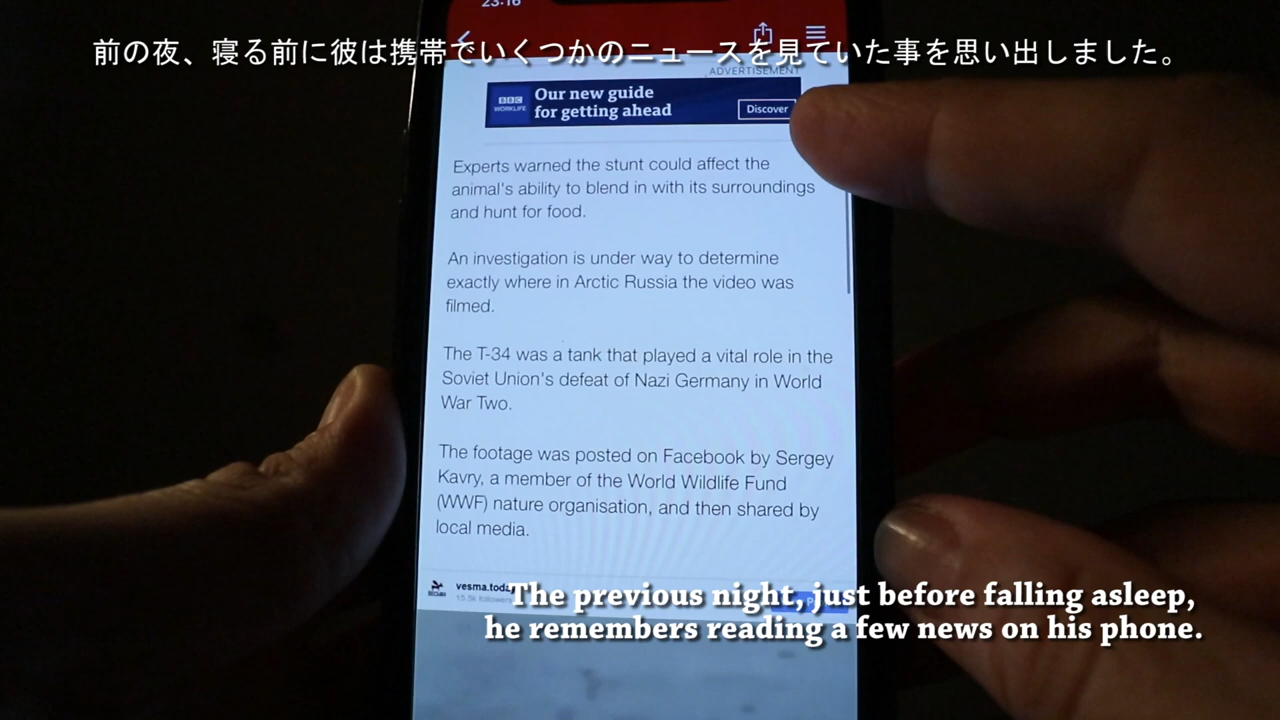 23:16
前の夜、寝る前に彼は携帯でいくつかのニュースを見ていた事を思い出しました。
ADVERTISEMENT
BBC
WORKLIFE
Our new guide
for getting ahead
Discover
Experts warned the stunt could affect the
animal's ability to blend in with its surroundings
and hunt for food.
An investigation is under way to determine
exactly where in Arctic Russia the video was
filmed.
The T-34 was a tank that played a vital role in the
Soviet Union's defeat of Nazi Germany in World
War Two.
The footage was posted on Facebook by Sergey
Kavry, a member of the World Wildlife Fund
(WWF) nature organisation, and then shared by
local media.
vesma.today
15.5k followers
The previous night, just before falling asleep,
he remembers reading a few news on his phone.